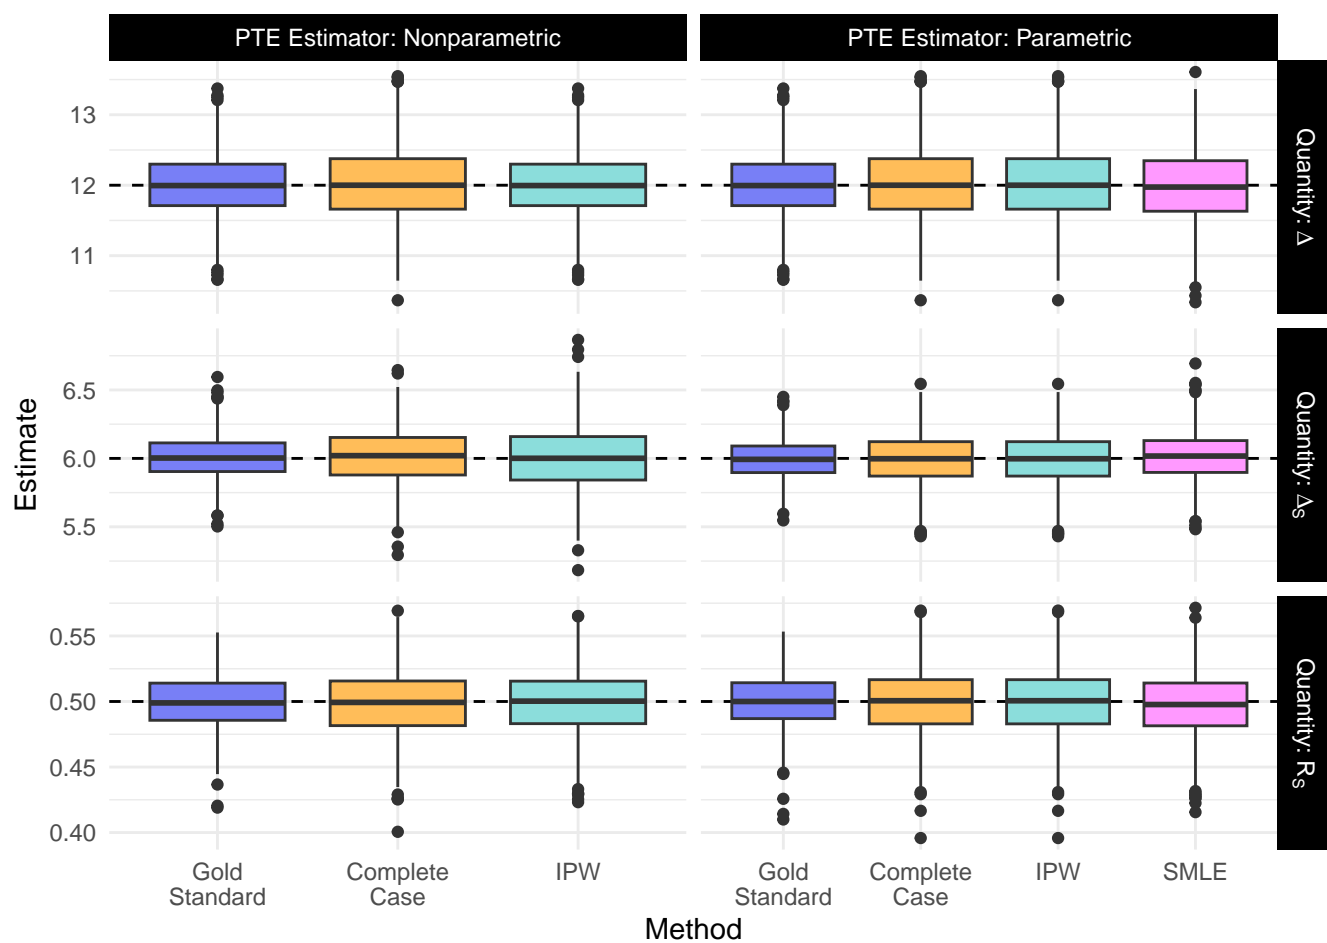 PTE Estimator: Nonparametric
PTE Estimator: Parametric
13
12
11
Quantity: Δ
6.5
6.0
5.5
Quantity: Δ_S
0.55
0.50
0.45
0.40
Quantity: R_S
Estimate
Gold
Standard
Complete
Case
IPW
Gold
Standard
Complete
Case
IPW
SMLE
Method